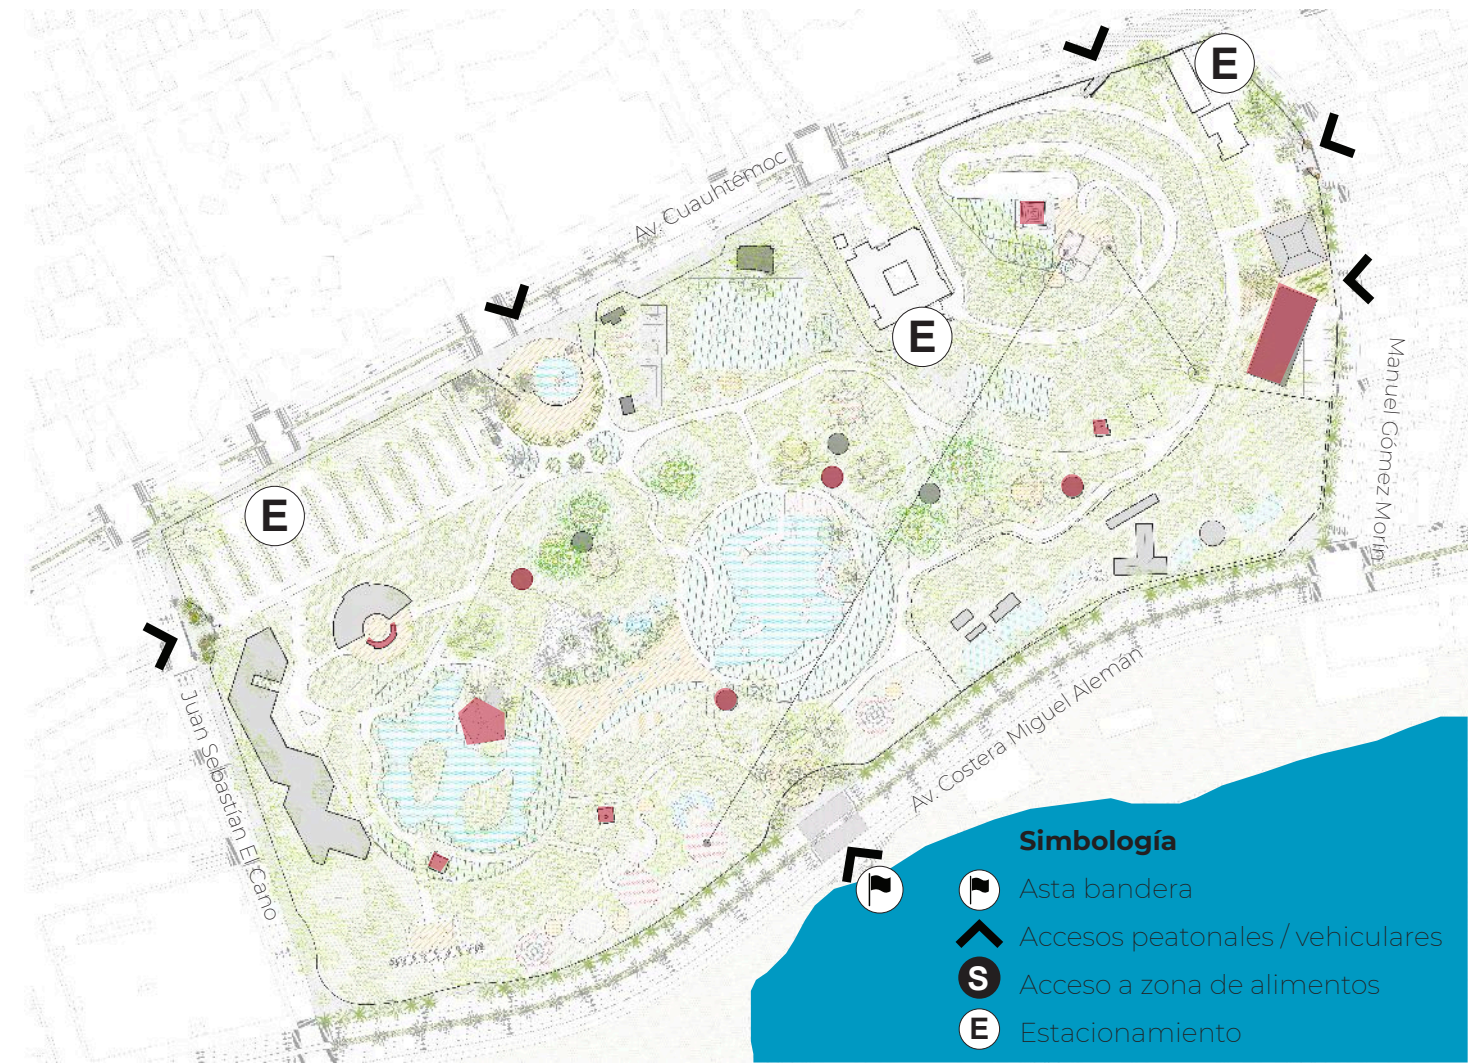 E
Av. Cuauhtémoc
E
E
Manuel Gómez Morín
Juan Sebastían El Cano
Av. Costera Miguel Alemán
Simbología
Asta bandera
Accesos peatonales / vehiculares
S Acceso a zona de alimentos
E Estacionamiento